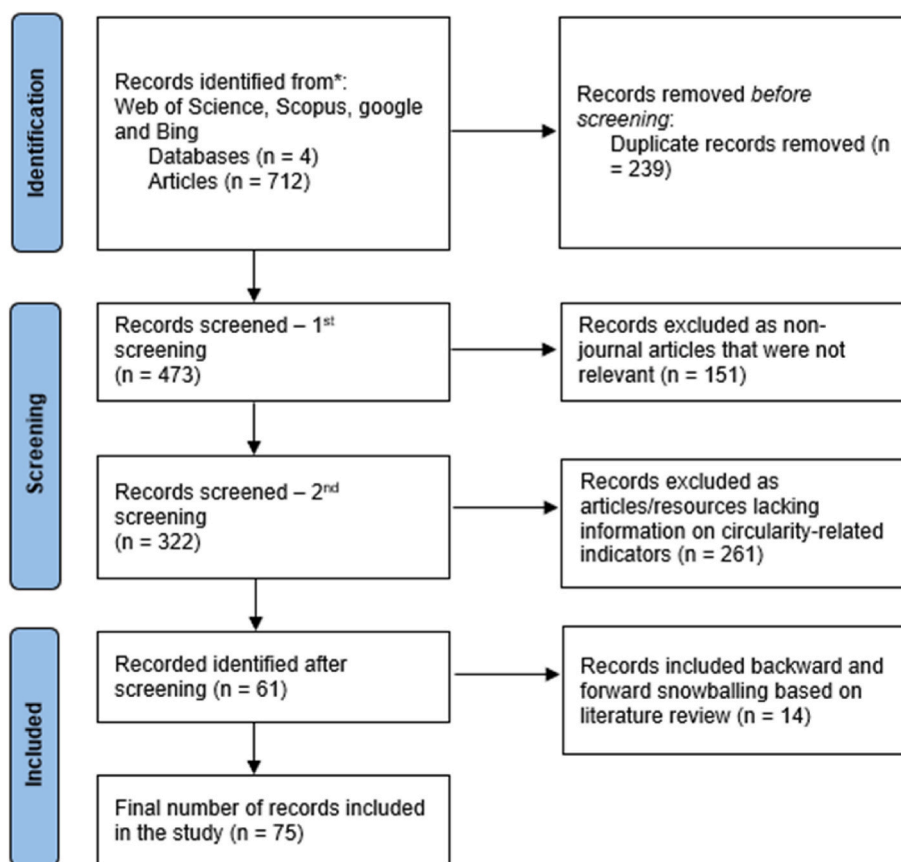 Identification
Records identified from*:
Web of Science, Scopus, google
and Bing
Databases (n = 4)
Articles (n = 712)
Records removed before
screening:
Duplicate records removed (n
= 239)
Screening
Records screened – 1st
screening
(n = 473)
Records excluded as non-
journal articles that were not
relevant (n = 151)
Records screened – 2nd
screening
(n = 322)
Records excluded as
articles/resources lacking
information on circularity-related
indicators (n = 261)
Included
Recorded identified after
screening (n = 61)
Records included backward and
forward snowballing based on
literature review (n = 14)
Final number of records included
in the study (n = 75)